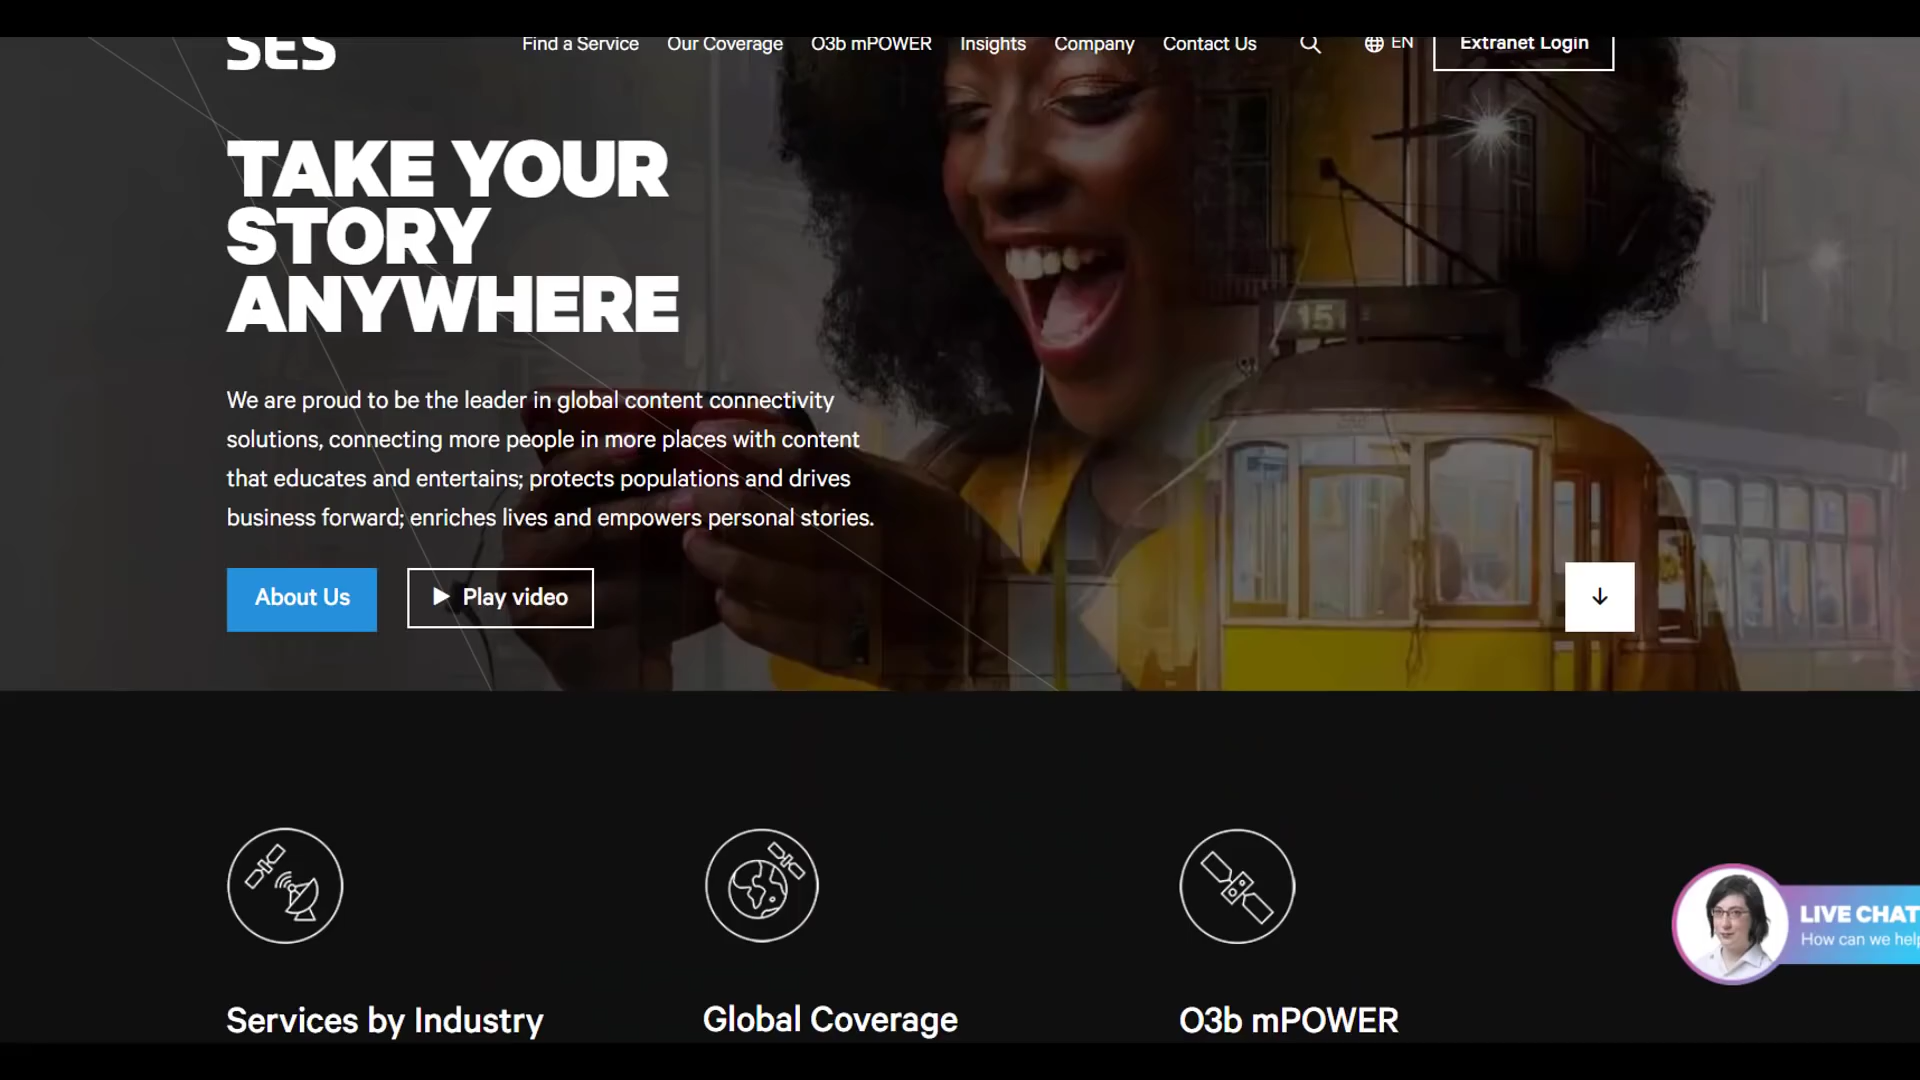 SES
Find a Service Our Coverage O3b mPOWER Insights Company Contact Us EN Extranet Login
TAKE YOUR
STORY
ANYWHERE
15
We are proud to be the leader in global content connectivity
solutions, connecting more people in more places with content
that educates and entertains; protects populations and drives
business forward; enriches lives and empowers personal stories.
About Us Play video
LIVE CHAT
How can we help
Services by Industry Global Coverage O3b mPOWER